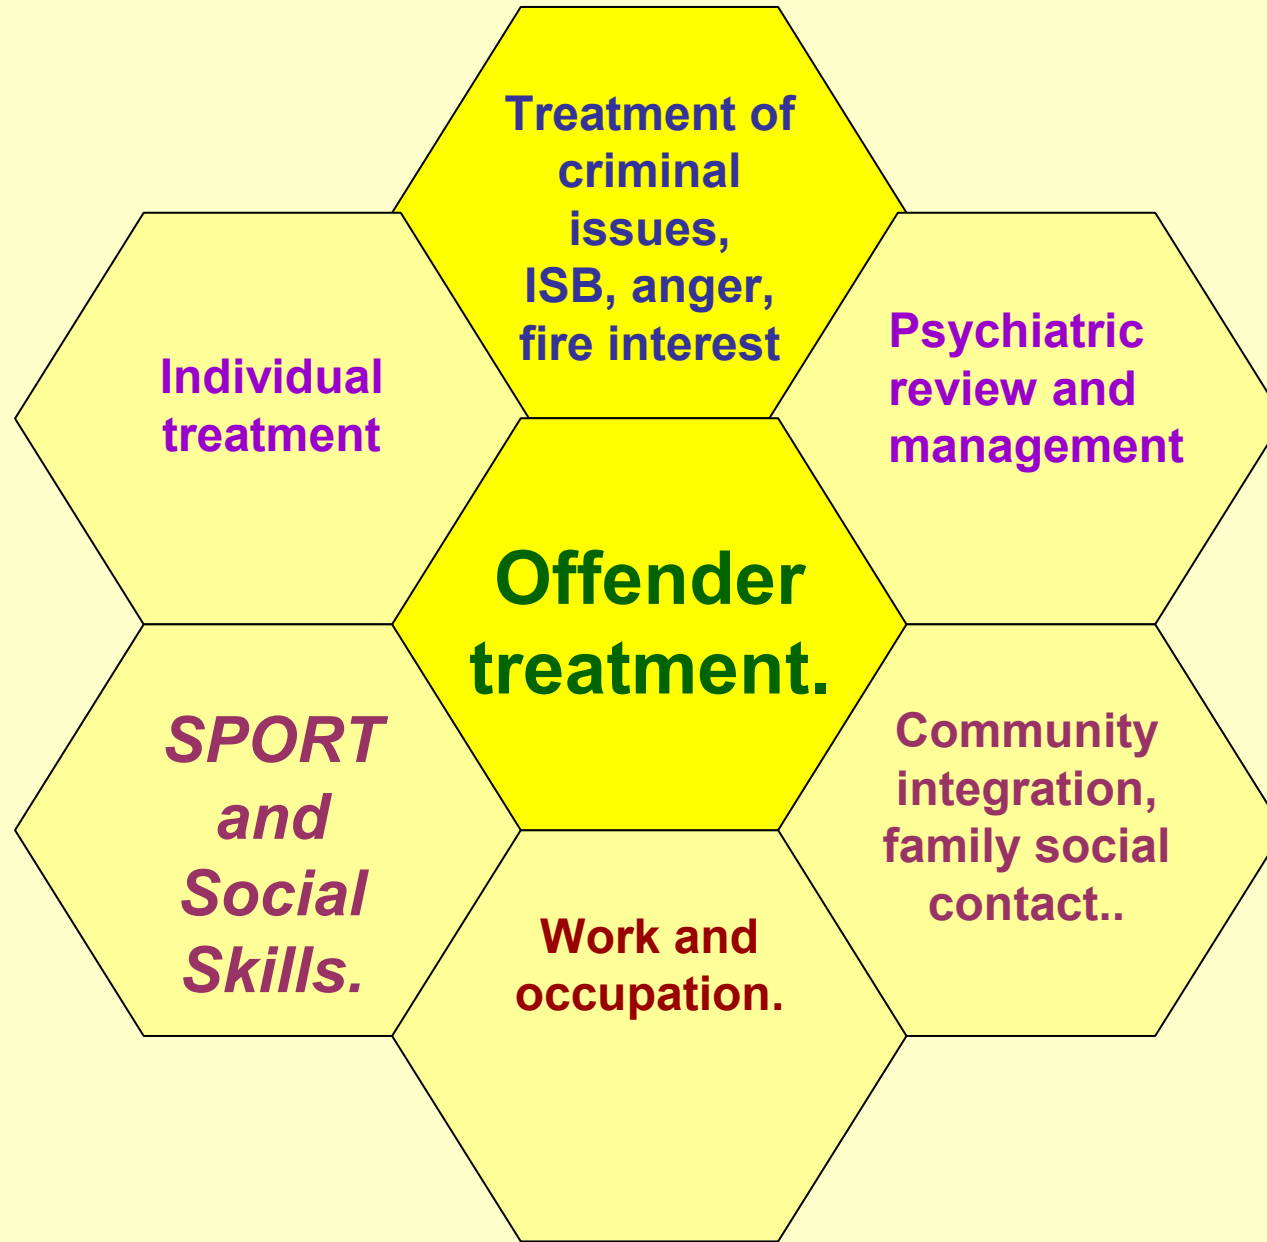 Treatment of
criminal
issues,
ISB, anger,
fire interest
Individual
treatment
Psychiatric
review and
management
Offender
treatment.
SPORT
and
Social
Skills.
Community
integration,
family social
contact..
Work and
occupation.